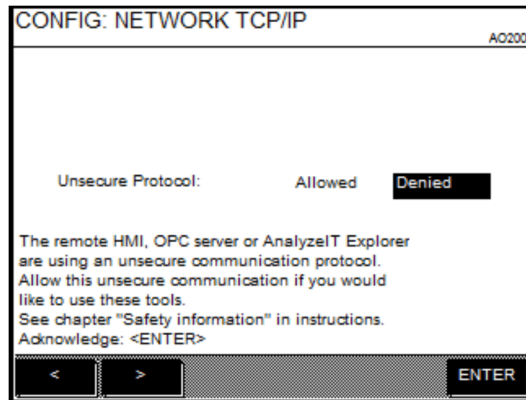 CONFIG: NETWORK TCP/IP
AO200
Unsecure Protocol: Allowed Denied
The remote HMI, OPC server or AnalyzeIT Explorer
are using an unsecure communication protocol.
Allow this unsecure communication if you would
like to use these tools.
See chapter "Safety information" in instructions.
Acknowledge: <ENTER>
< > ENTER